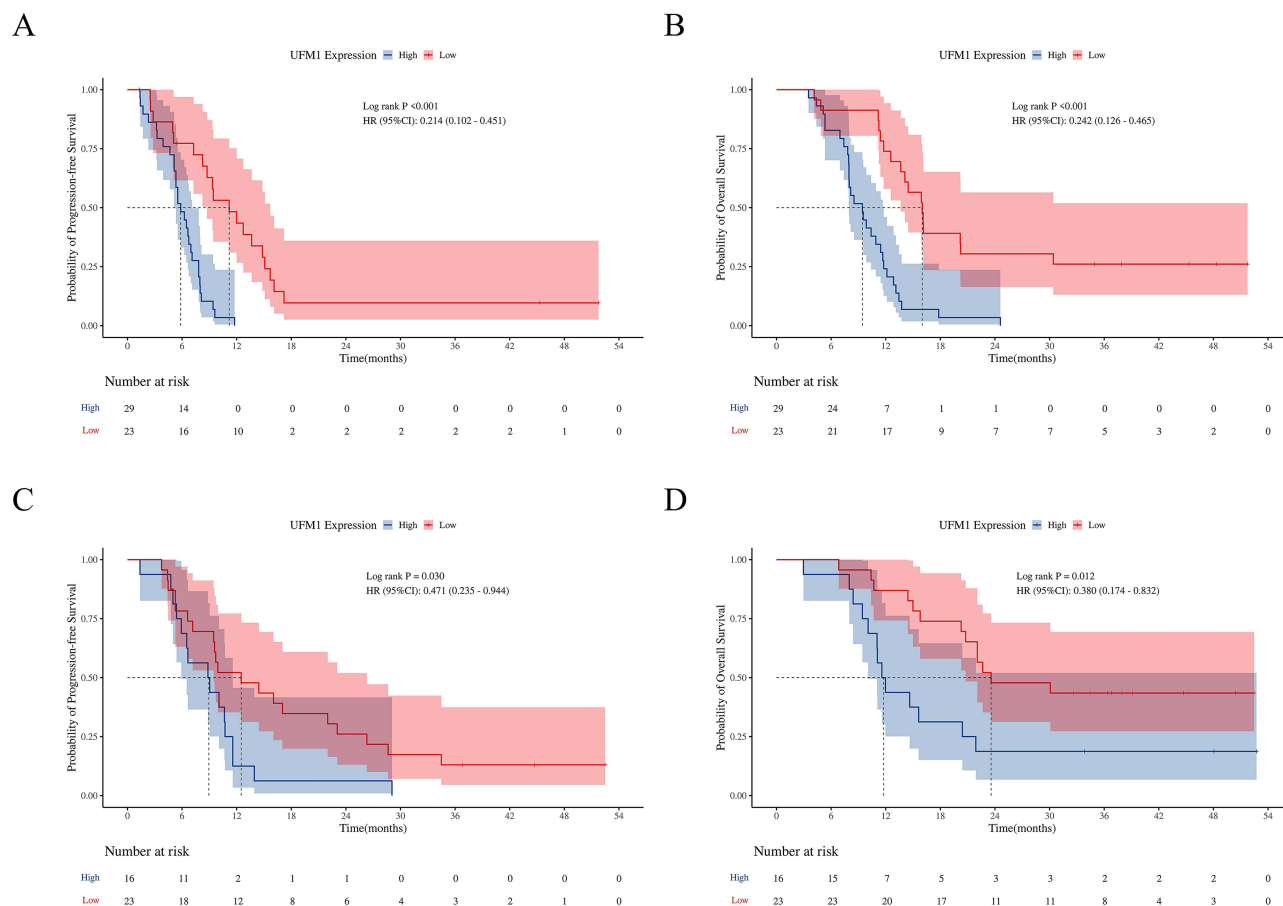 A
UFM1 Expression High Low
Probability of Progression-free Survival
1.00
0.75
0.50
0.25
0.00
Log rank P <0.001
HR (95%CI): 0.214 (0.102 - 0.451)
0 6 12 18 24 30 36 42 48 54
Time(months)
Number at risk
High 29 14 0 0 0 0 0 0 0 0
Low 23 16 10 2 2 2 2 2 1 0
B
UFM1 Expression High Low
Probability of Overall Survival
1.00
0.75
0.50
0.25
0.00
Log rank P <0.001
HR (95%CI): 0.242 (0.126 - 0.465)
0 6 12 18 24 30 36 42 48 54
Time(months)
Number at risk
High 29 24 7 1 1 0 0 0 0 0
Low 23 21 17 9 7 7 5 3 2 0
C
UFM1 Expression High Low
Probability of Progression-free Survival
1.00
0.75
0.50
0.25
0.00
Log rank P = 0.030
HR (95%CI): 0.471 (0.235 - 0.944)
0 6 12 18 24 30 36 42 48 54
Time(months)
Number at risk
High 16 11 2 1 1 0 0 0 0 0
Low 23 18 12 8 6 4 3 2 1 0
D
UFM1 Expression High Low
Probability of Overall Survival
1.00
0.75
0.50
0.25
0.00
Log rank P = 0.012
HR (95%CI): 0.380 (0.174 - 0.832)
0 6 12 18 24 30 36 42 48 54
Time(months)
Number at risk
High 16 15 7 5 3 3 2 2 2 0
Low 23 23 20 17 11 11 8 4 3 0